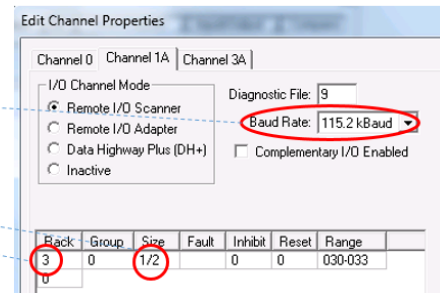 Edit Channel Properties
Channel 0 Channel 1A Channel 3A
I/O Channel Mode
Diagnostic File: 9
Remote I/O Scanner
Baud Rate: 115.2 kBaud
Remote I/O Adapter
Data Highway Plus (DH+)
Complementary I/O Enabled
Inactive
Rack Group Size Fault Inhibit Reset Range
3 0 1/2 0 0 030-033
0